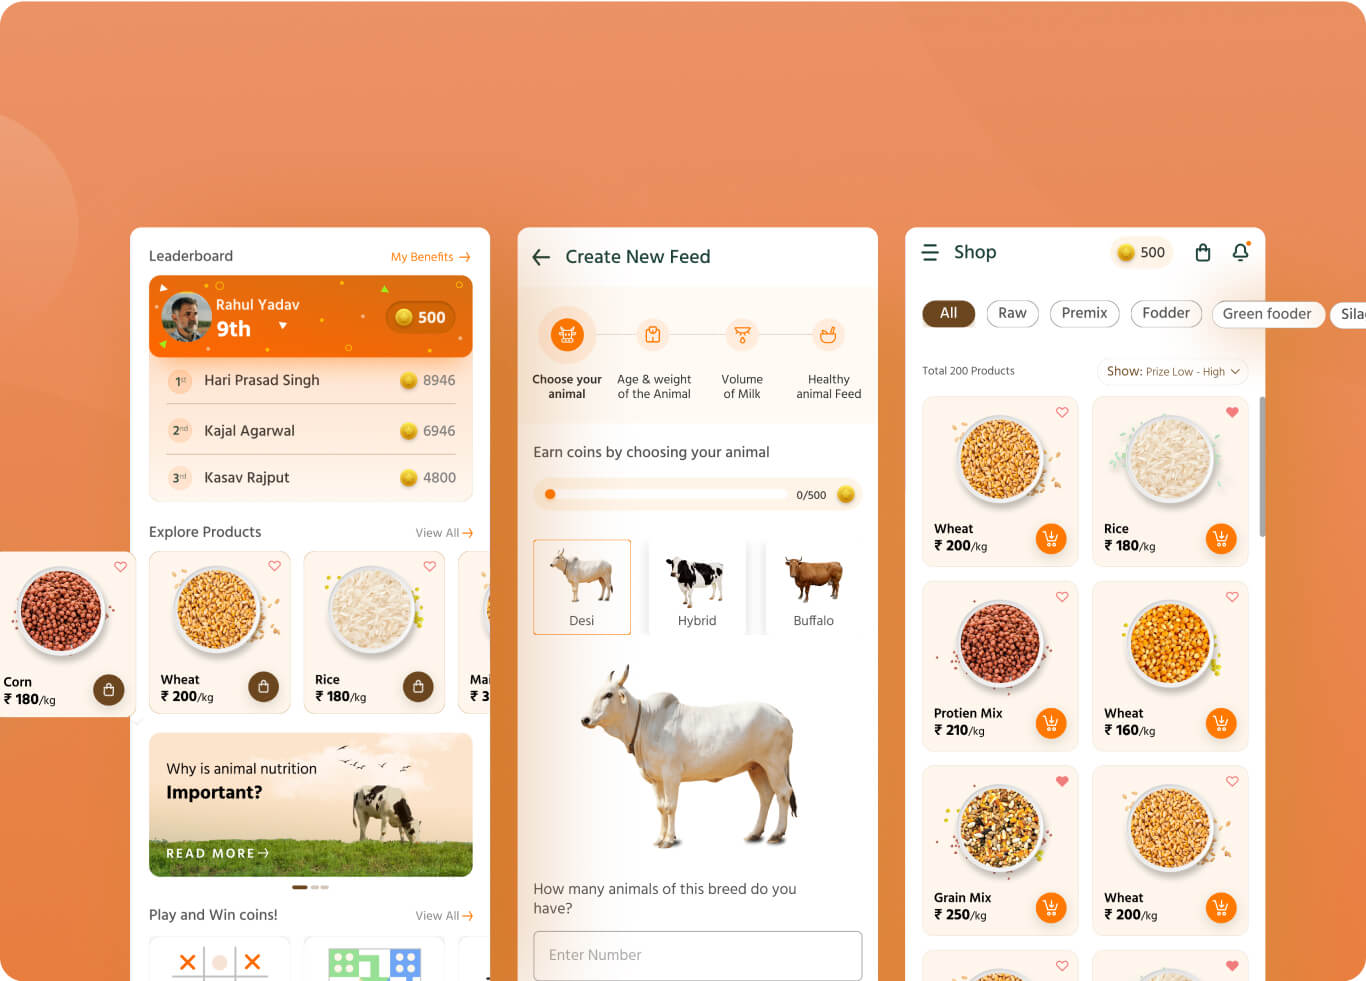 Leaderboard
My Benefits
Rahul Yadav
9th
500
1st Hari Prasad Singh 8946
2nd Kajal Agarwal 6946
3rd Kasav Rajput 4800
Explore Products
View All
Corn
₹ 180/kg
Wheat
₹ 200/kg
Rice
₹ 180/kg
Mai
₹ 3
Why is animal nutrition
Important?
READ MORE
Play and Win coins!
View All
Create New Feed
Choose your
animal
Age & weight
of the Animal
Volume
of Milk
Healthy
animal Feed
Earn coins by choosing your animal
0/500
Desi
Hybrid
Buffalo
How many animals of this breed do you
have?
Enter Number
Shop
500
All
Raw
Premix
Fodder
Green fooder
Sila
Total 200 Products
Show: Prize Low - High
Wheat
₹ 200/kg
Rice
₹ 180/kg
Protien Mix
₹ 210/kg
Wheat
₹ 160/kg
Grain Mix
₹ 250/kg
Wheat
₹ 200/kg